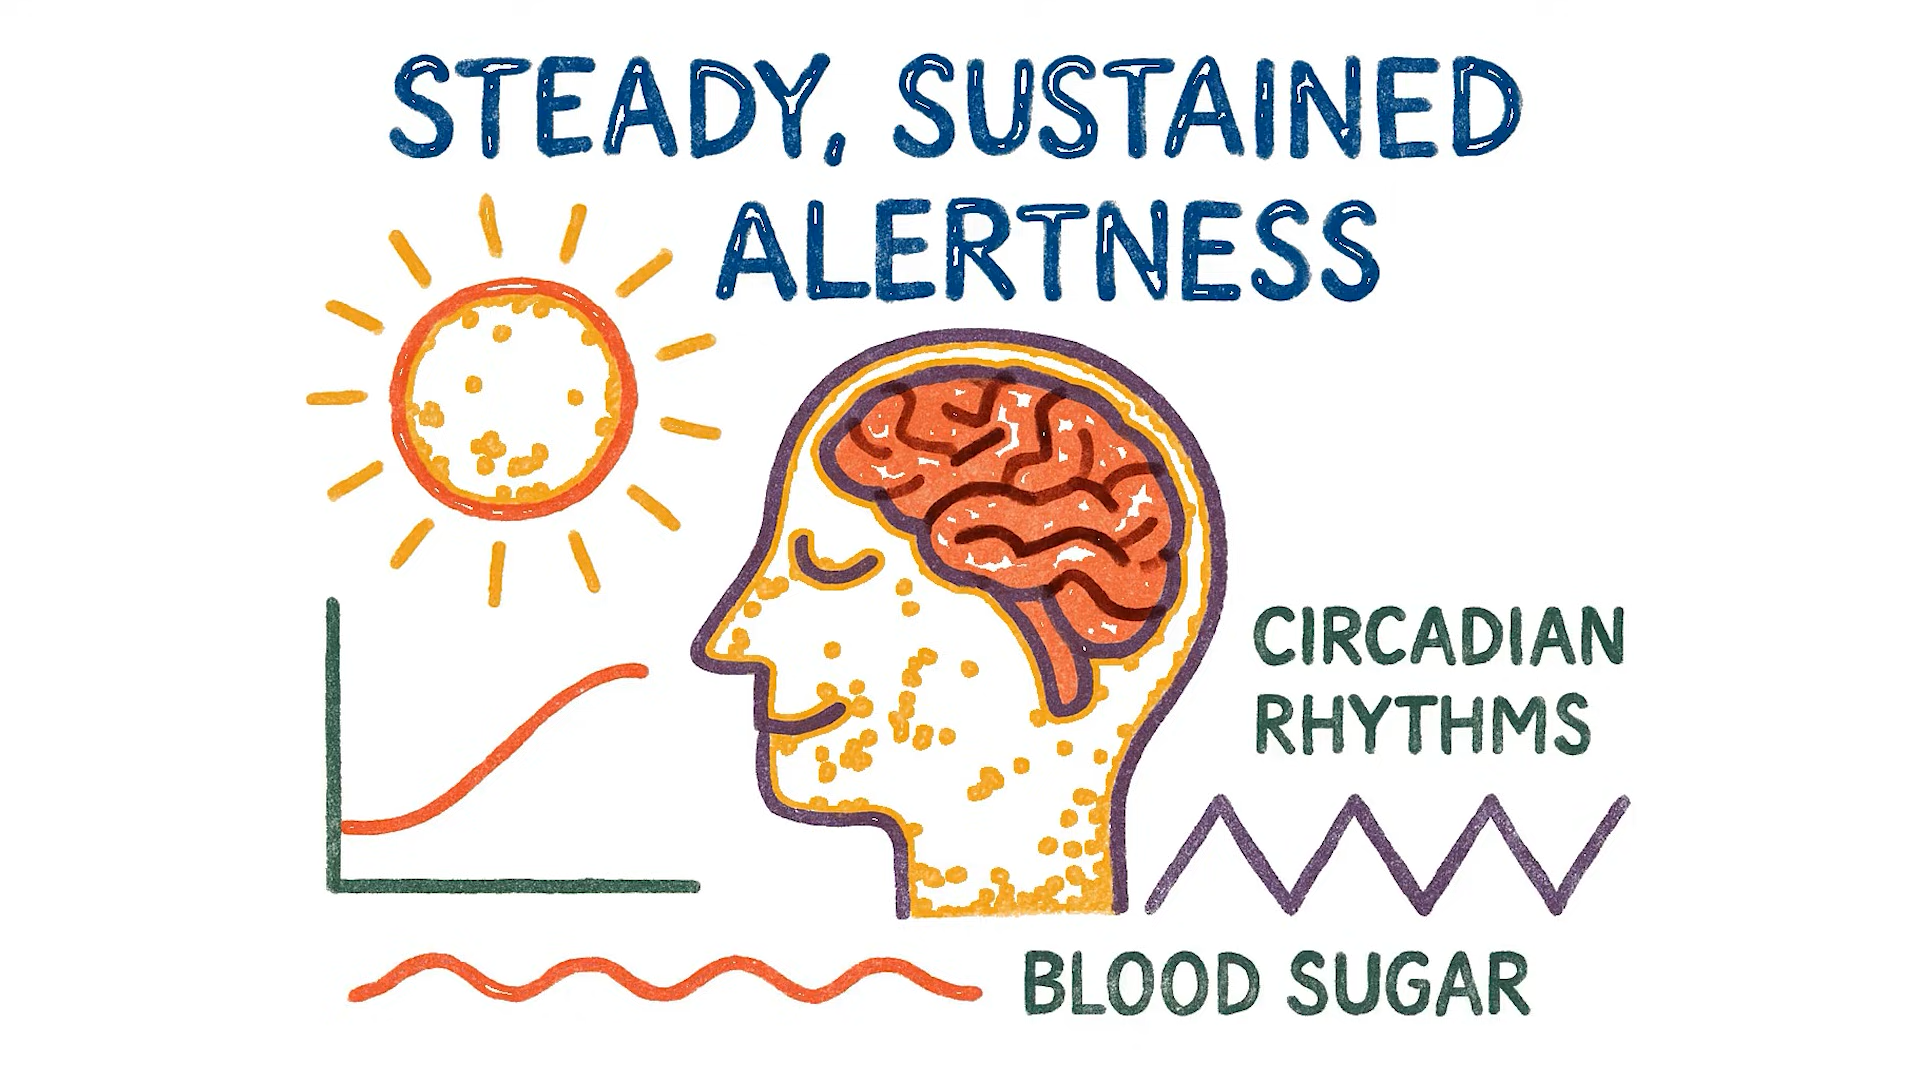 STEADY, SUSTAINED
ALERTNESS
CIRCADIAN
RHYTHMS
BLOOD SUGAR